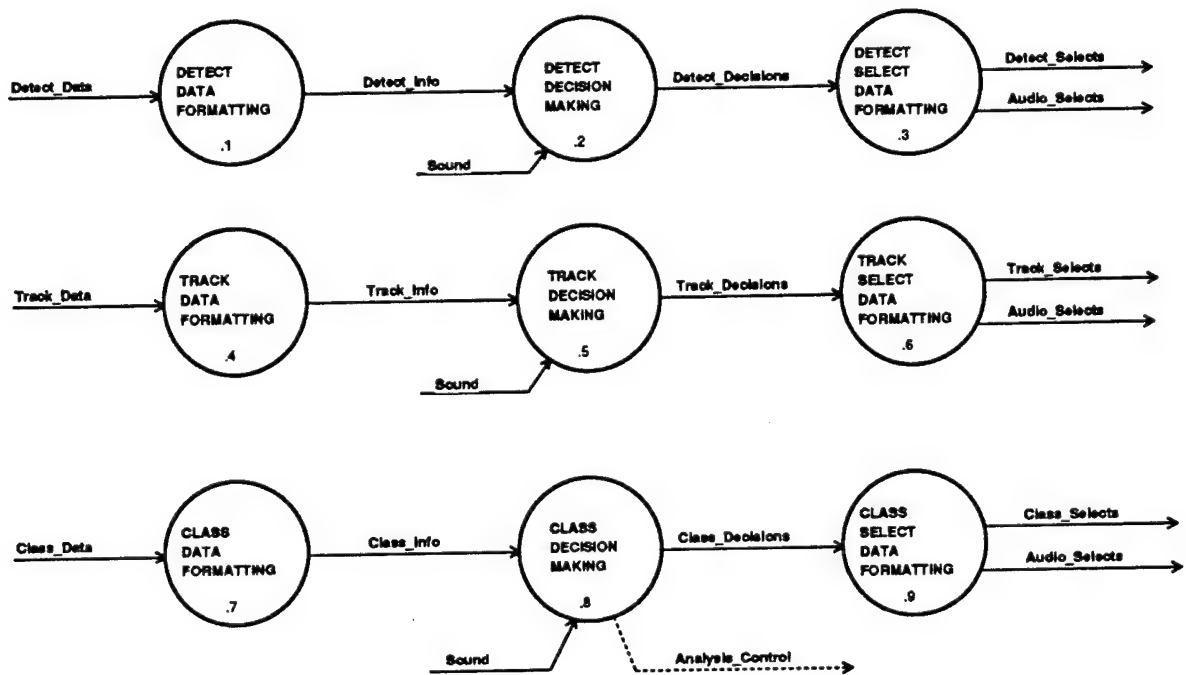 Detect_Data
DETECT
DATA
FORMATTING
.1
Detect_Info
DETECT
DECISION
MAKING
.2
Sound
Detect_Decisions
DETECT
SELECT
DATA
FORMATTING
.3
Detect_Selects
Audio_Selects
Track_Data
TRACK
DATA
FORMATTING
.4
Track_Info
TRACK
DECISION
MAKING
.5
Sound
Track_Decisions
TRACK
SELECT
DATA
FORMATTING
.6
Track_Selects
Audio_Selects
Class_Data
CLASS
DATA
FORMATTING
.7
Class_Info
CLASS
DECISION
MAKING
.8
Sound
Analysis_Control
Class_Decisions
CLASS
SELECT
DATA
FORMATTING
.9
Class_Selects
Audio_Selects